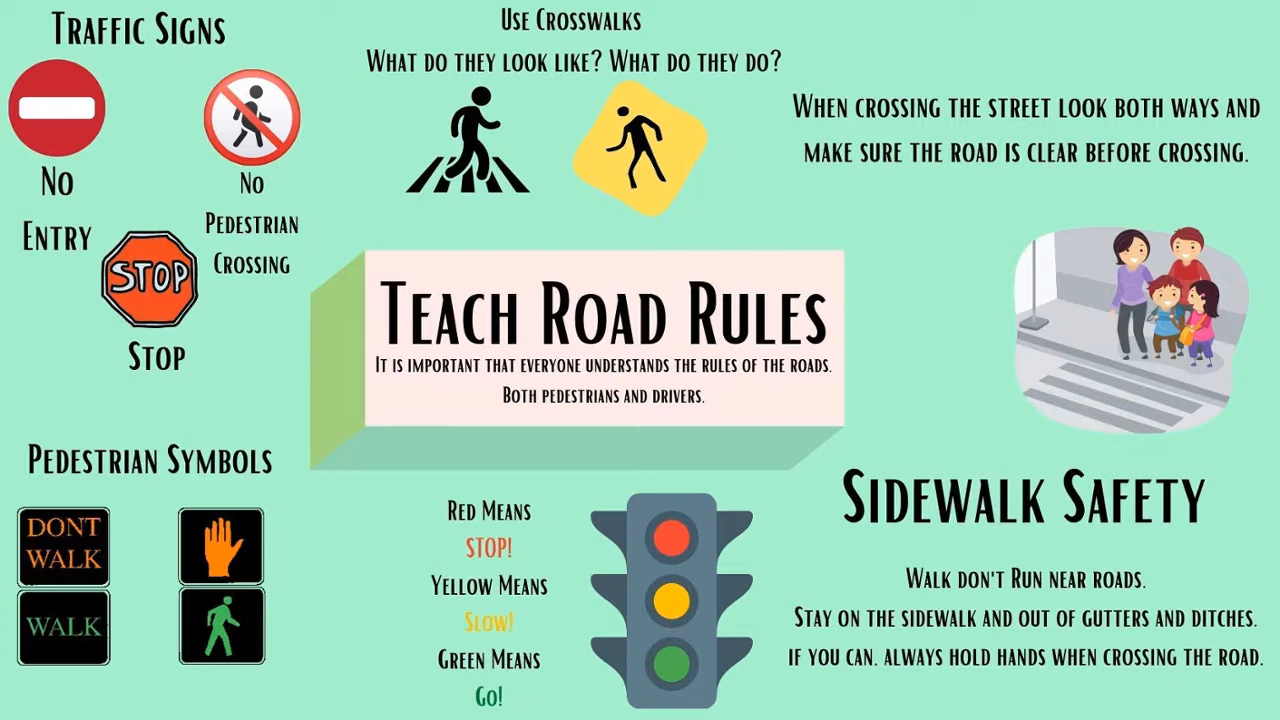 Traffic Signs
No
Entry
No
Pedestrian
Crossing
STOP
Stop
Use Crosswalks
What do they look like? What do they do?
When crossing the street look both ways and
make sure the road is clear before crossing.
Teach Road Rules
It is important that everyone understands the rules of the roads.
Both pedestrians and drivers.
Pedestrian Symbols
DONT
WALK
WALK
Red Means
STOP!
Yellow Means
Slow!
Green Means
Go!
Sidewalk Safety
Walk don't Run near roads.
Stay on the sidewalk and out of gutters and ditches.
if you can. always hold hands when crossing the road.